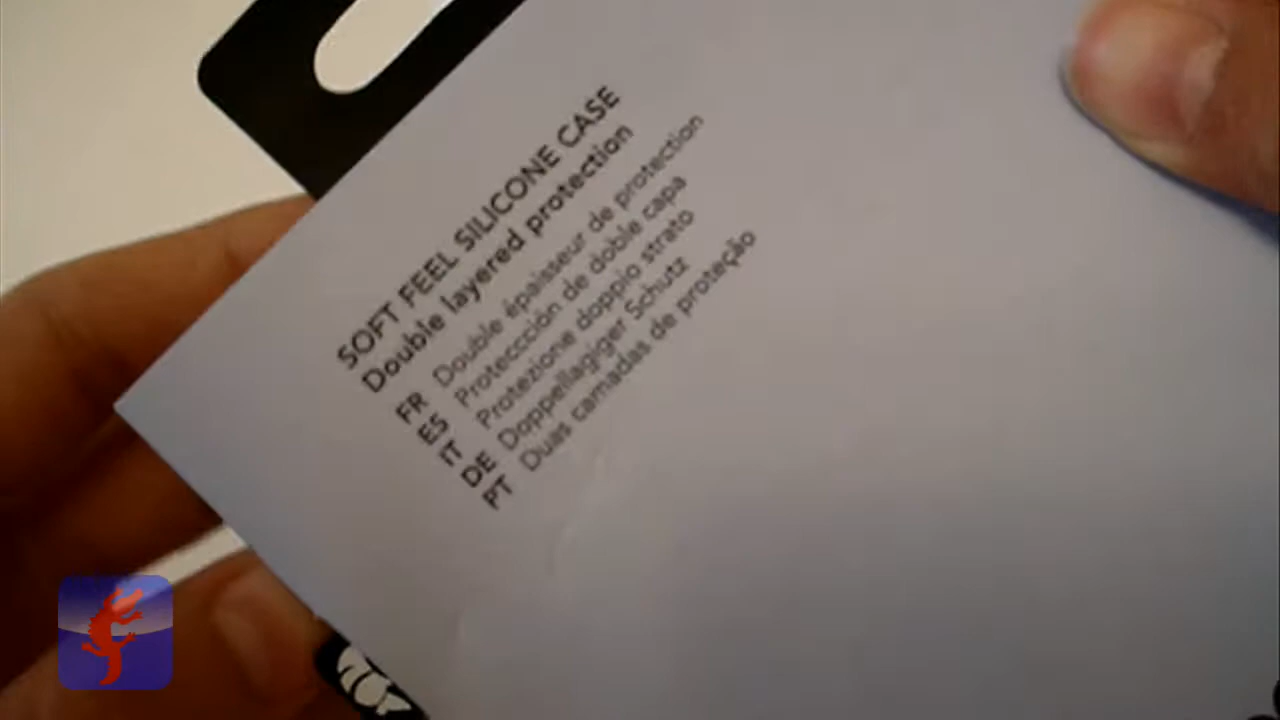 SOFT FEEL SILICONE CASE
Double layered protection
FR Double épaisseur de protection
ES Proteccción de doble capa
IT Protezione doppio strato
DE Doppellagiger Schutz
PT Duas camadas de proteção